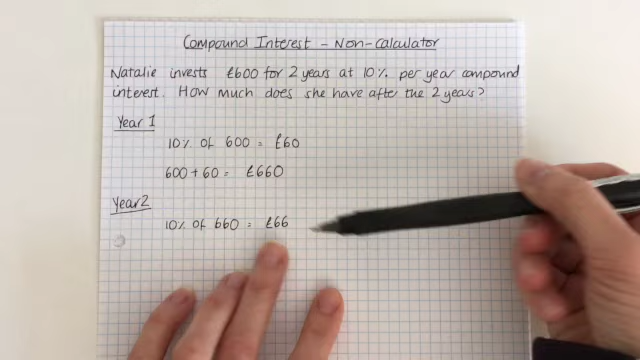 Compound Interest - Non-Calculator
Natalie invests £600 for 2 years at 10% per year compound
interest. How much does she have after the 2 years?
Year 1
10% of 600 = £60
600 + 60 = £660
Year 2
10% of 660 = £66